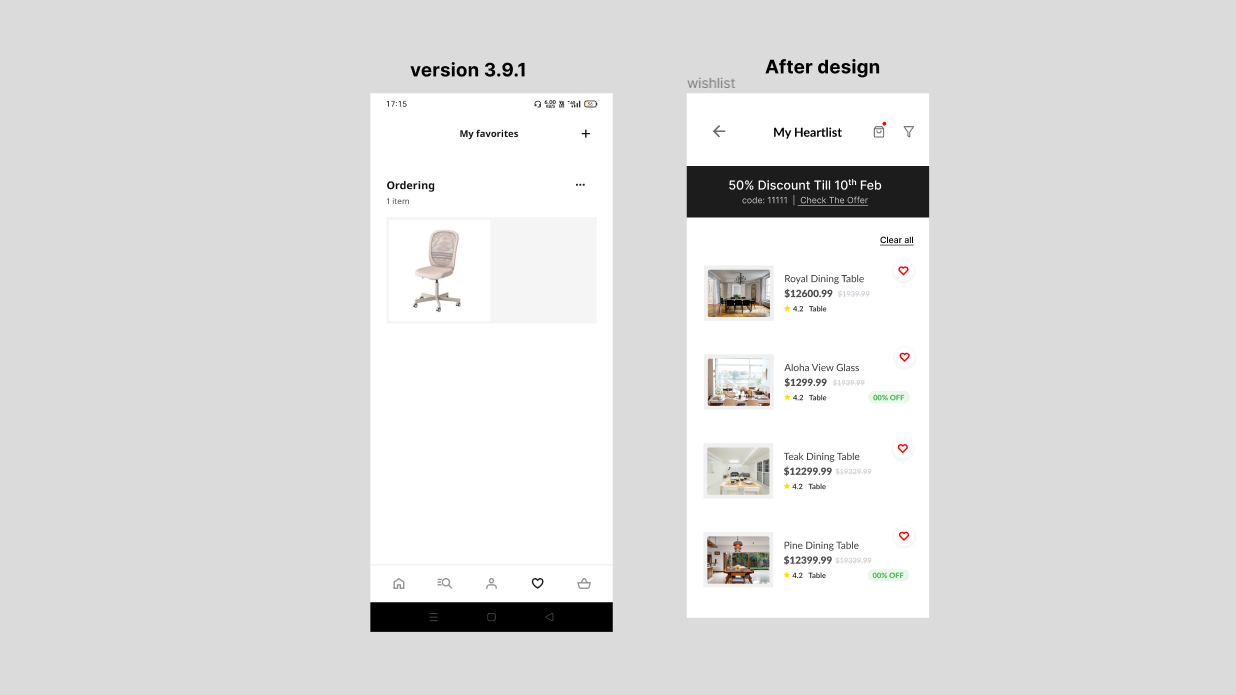 version 3.9.1
17:15
My favorites
Ordering
1 item
After design
wishlist
My Heartlist
50% Discount Till 10th Feb
code: 11111 | Check The Offer
Clear all
Royal Dining Table
$12600.99 $1939.99
4.2 Table
Aloha View Glass
$1299.99 $1939.99
4.2 Table 00% OFF
Teak Dining Table
$12299.99 $19329.99
4.2 Table
Pine Dining Table
$12399.99 $19339.99
4.2 Table 00% OFF